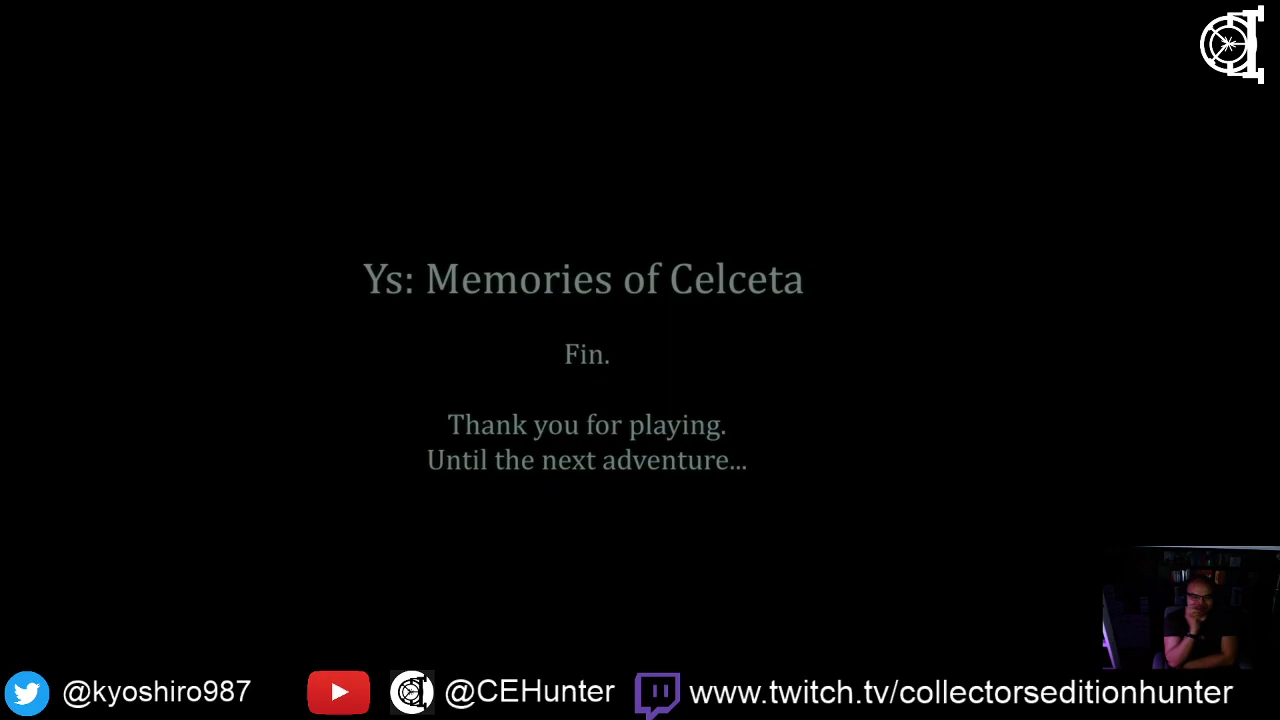 Ys: Memories of Celceta
Fin.
Thank you for playing.
Until the next adventure...
@kyoshiro987
@CEHunter
www.twitch.tv/collectorseditionhunter